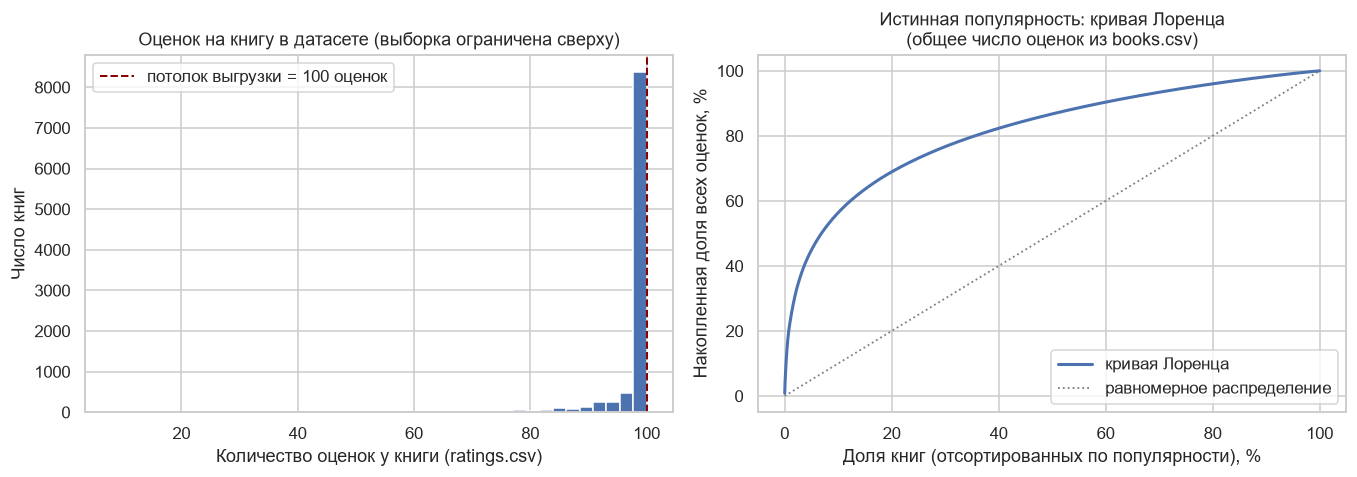 Оценок на книгу в датасете (выборка ограничена сверху)
потолок выгрузки = 100 оценок
8000
7000
6000
5000
4000
3000
2000
1000
0
Число книг
20 40 60 80 100
Количество оценок у книги (ratings.csv)
Истинная популярность: кривая Лоренца
(общее число оценок из books.csv)
100
80
60
40
20
0
Накопленная доля всех оценок, %
кривая Лоренца
равномерное распределение
0 20 40 60 80 100
Доля книг (отсортированных по популярности), %